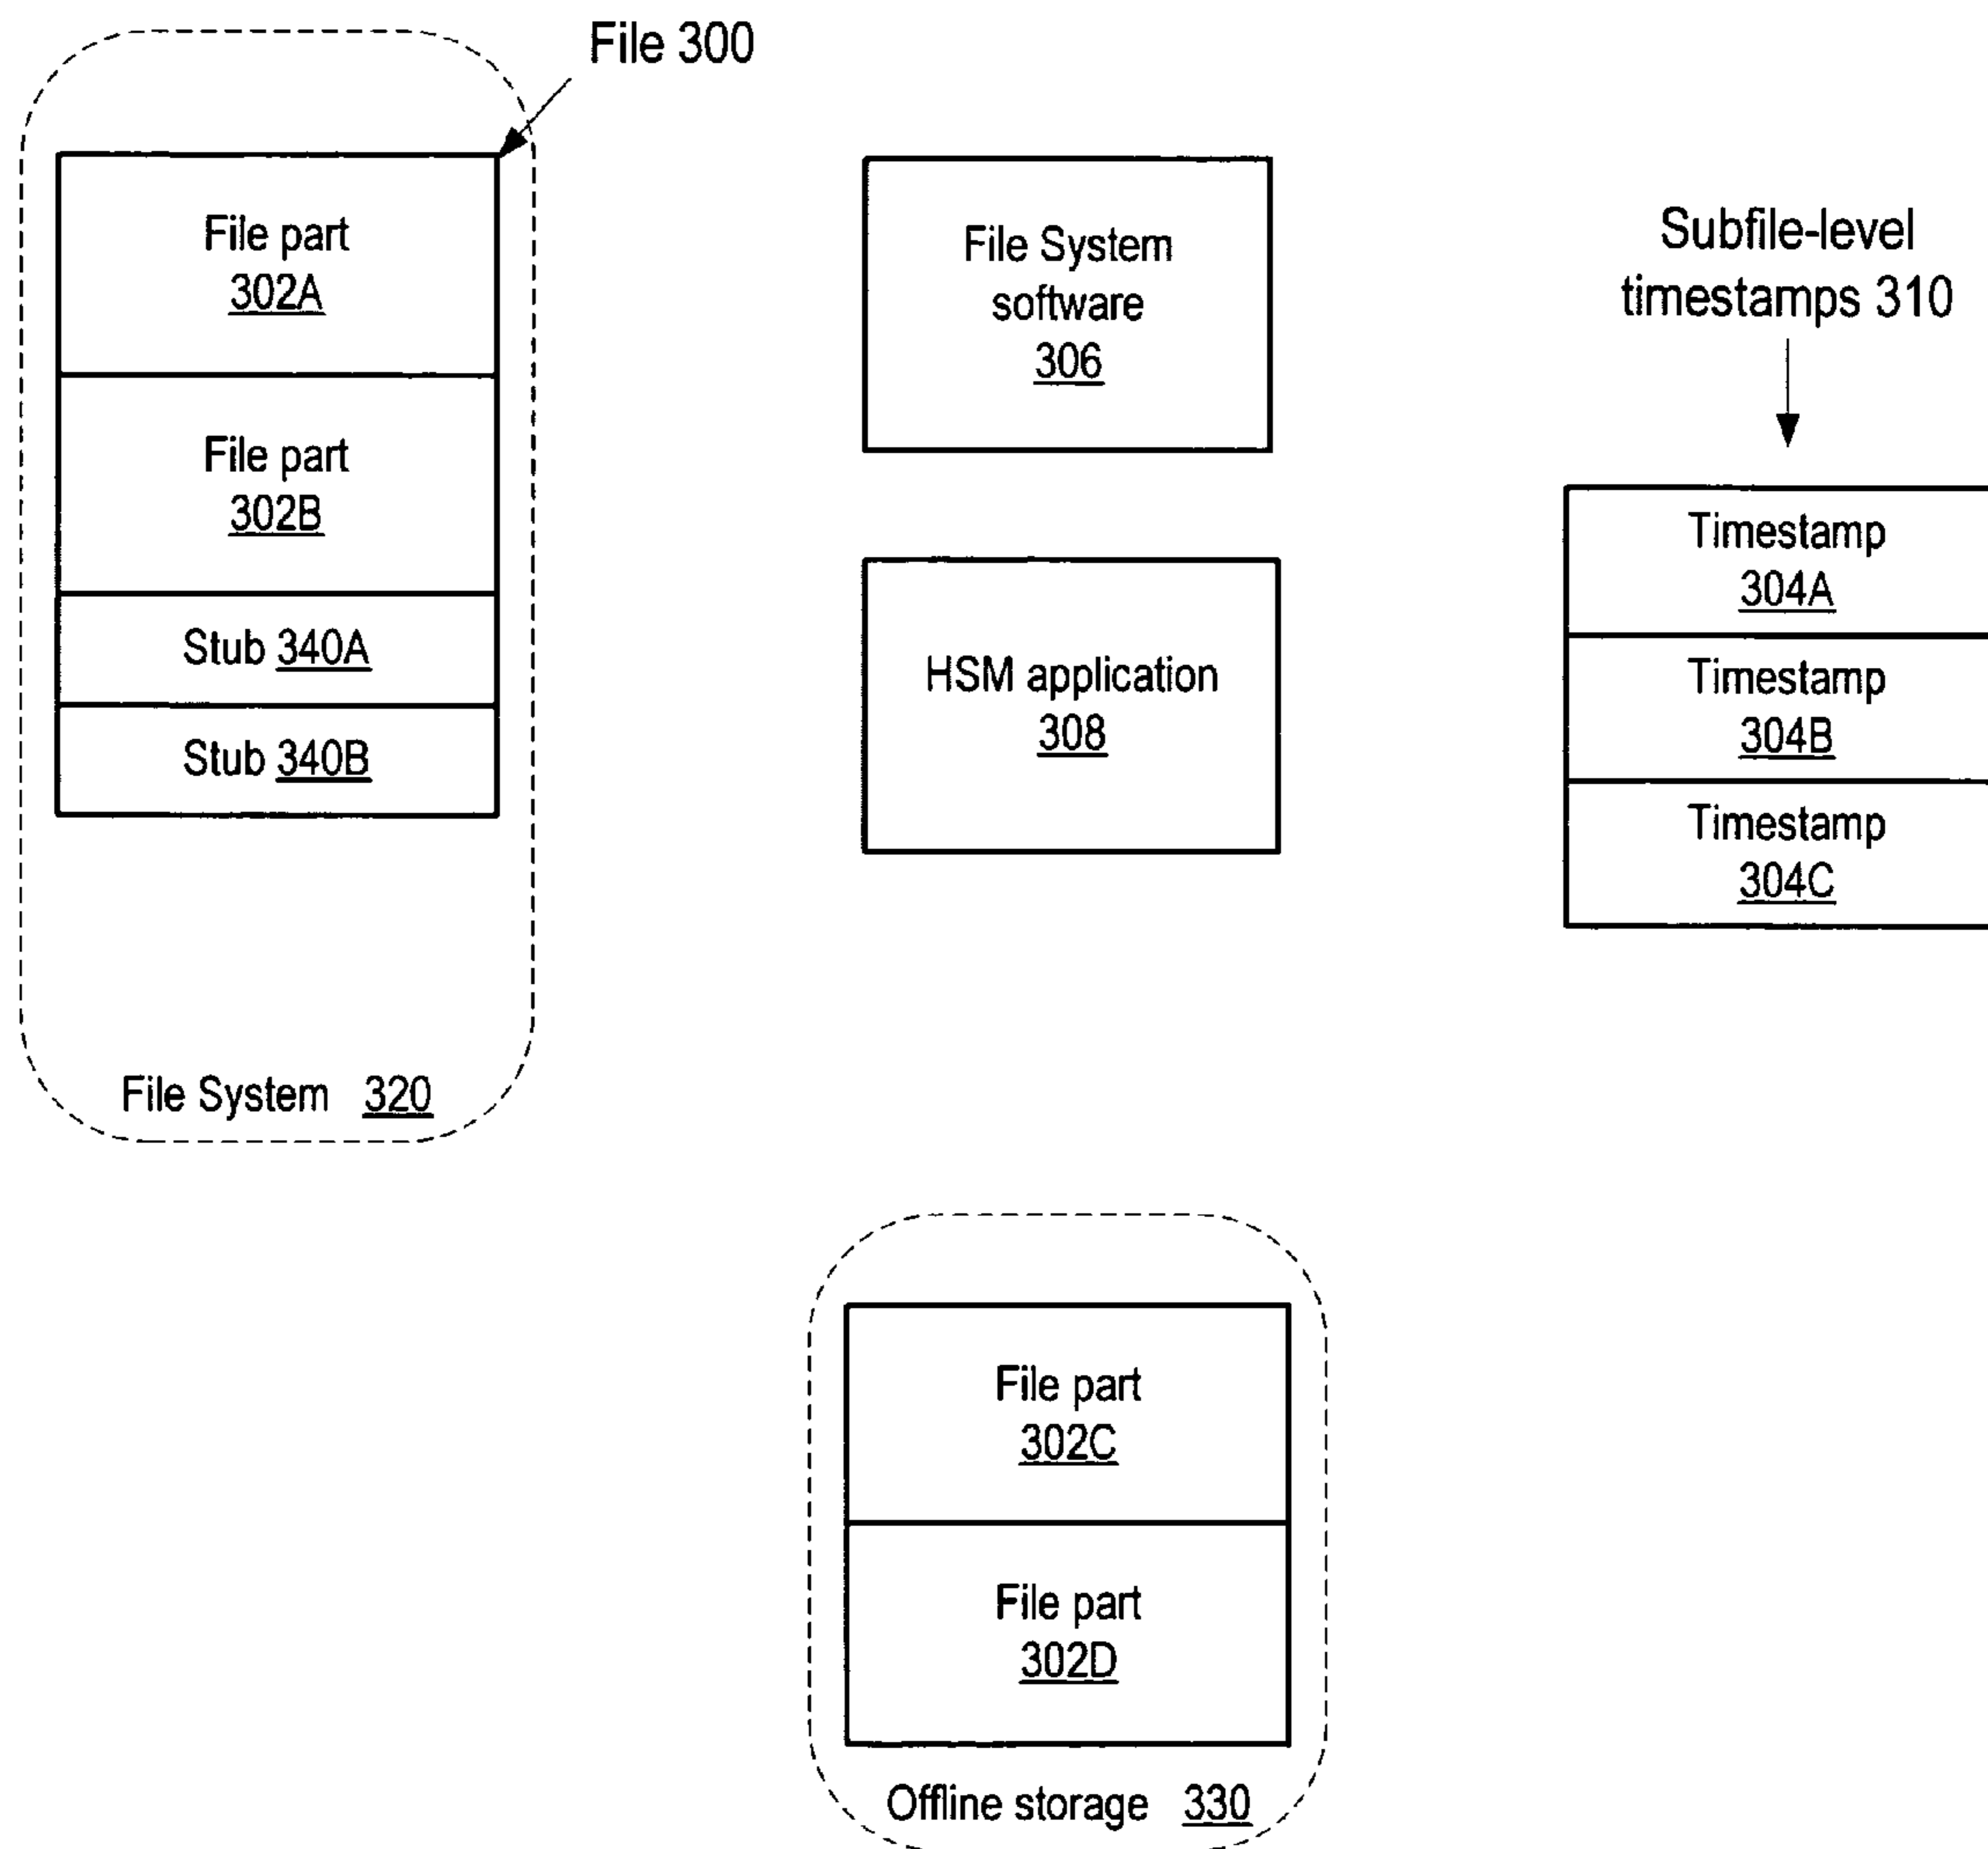 File 300
File part
302A
File part
302B
Stub 340A
Stub 340B
File System 320
File System
software
306
HSM application
308
Subfile-level
timestamps 310
Timestamp
304A
Timestamp
304B
Timestamp
304C
File part
302C
File part
302D
Offline storage 330